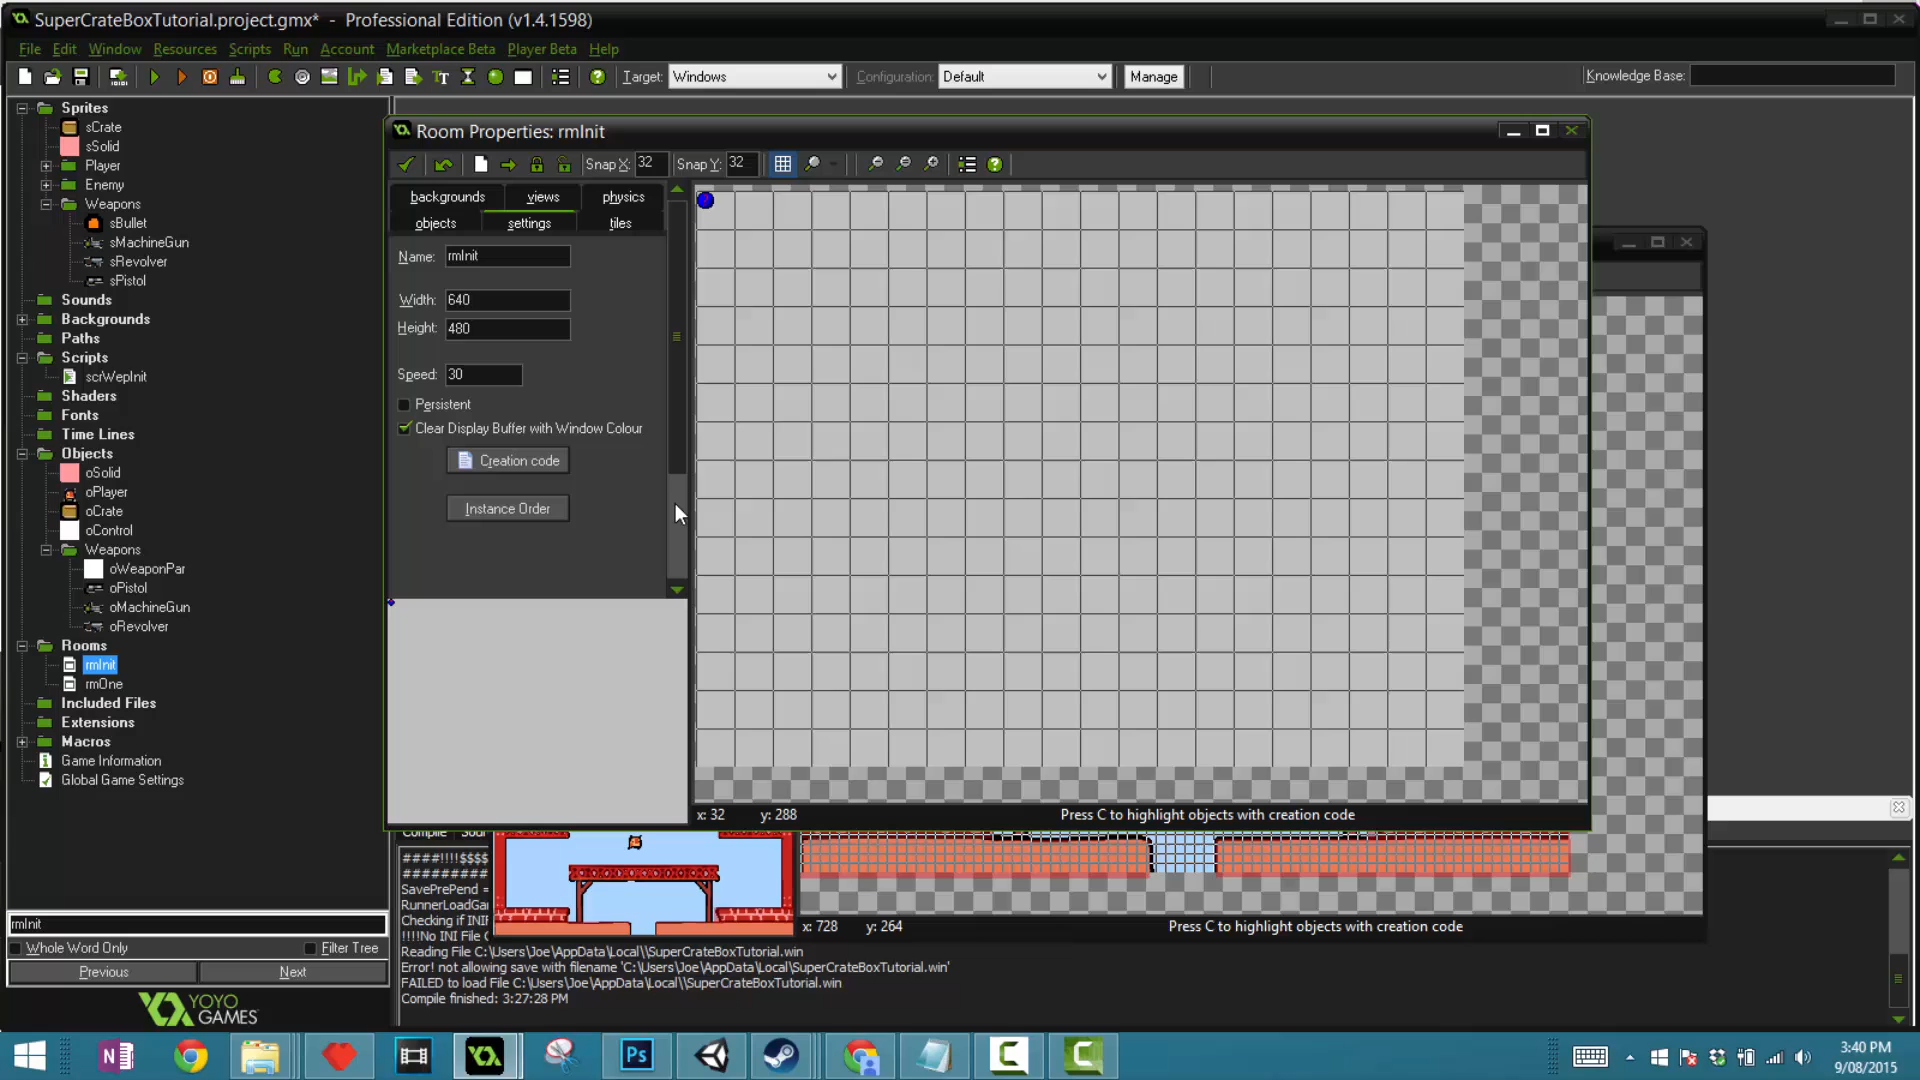 SuperCrateBoxTutorial.project.gmx* - Professional Edition (v1.4.1598)
File Edit Window Resources Scripts Run Account Marketplace Beta Player Beta Help
Target: Windows Configuration: Default Manage Knowledge Base:
Sprites
sCrate
sSolid
Player
Enemy
Weapons
sBullet
sMachineGun
sRevolver
sPistol
Sounds
Backgrounds
Paths
Scripts
scrWepInit
Shaders
Fonts
Time Lines
Objects
oSolid
oPlayer
oCrate
oControl
Weapons
oWeaponPar
oPistol
oMachineGun
oRevolver
Rooms
rmInit
rmOne
Included Files
Extensions
Macros
Game Information
Global Game Settings
rmInit
Whole Word Only Filter Tree
Previous Next
YOYO
GAMES
Room Properties: rmInit
Snap X: 32 Snap Y: 32
backgrounds views physics
objects settings tiles
Name: rmInit
Width: 640
Height: 480
Speed: 30
Persistent
Clear Display Buffer with Window Colour
Creation code
Instance Order
x: 32 y: 288 Press C to highlight objects with creation code
Compile Sour
####!!!!$$$$
#########
SavePrePend =
RunnerLoadGa
Checking if INI
!!!!No INI File C
x: 728 y: 264 Press C to highlight objects with creation code
Reading File C:\Users\Joe\AppData\Local\\SuperCrateBoxTutorial.win
Error! not allowing save with filename 'C:\Users\Joe\AppData\Local\SuperCrateBoxTutorial.win'
FAILED to load File C:\Users\Joe\AppData\Local\\SuperCrateBoxTutorial.win
Compile finished: 3:27:28 PM
3:40 PM
9/08/2015